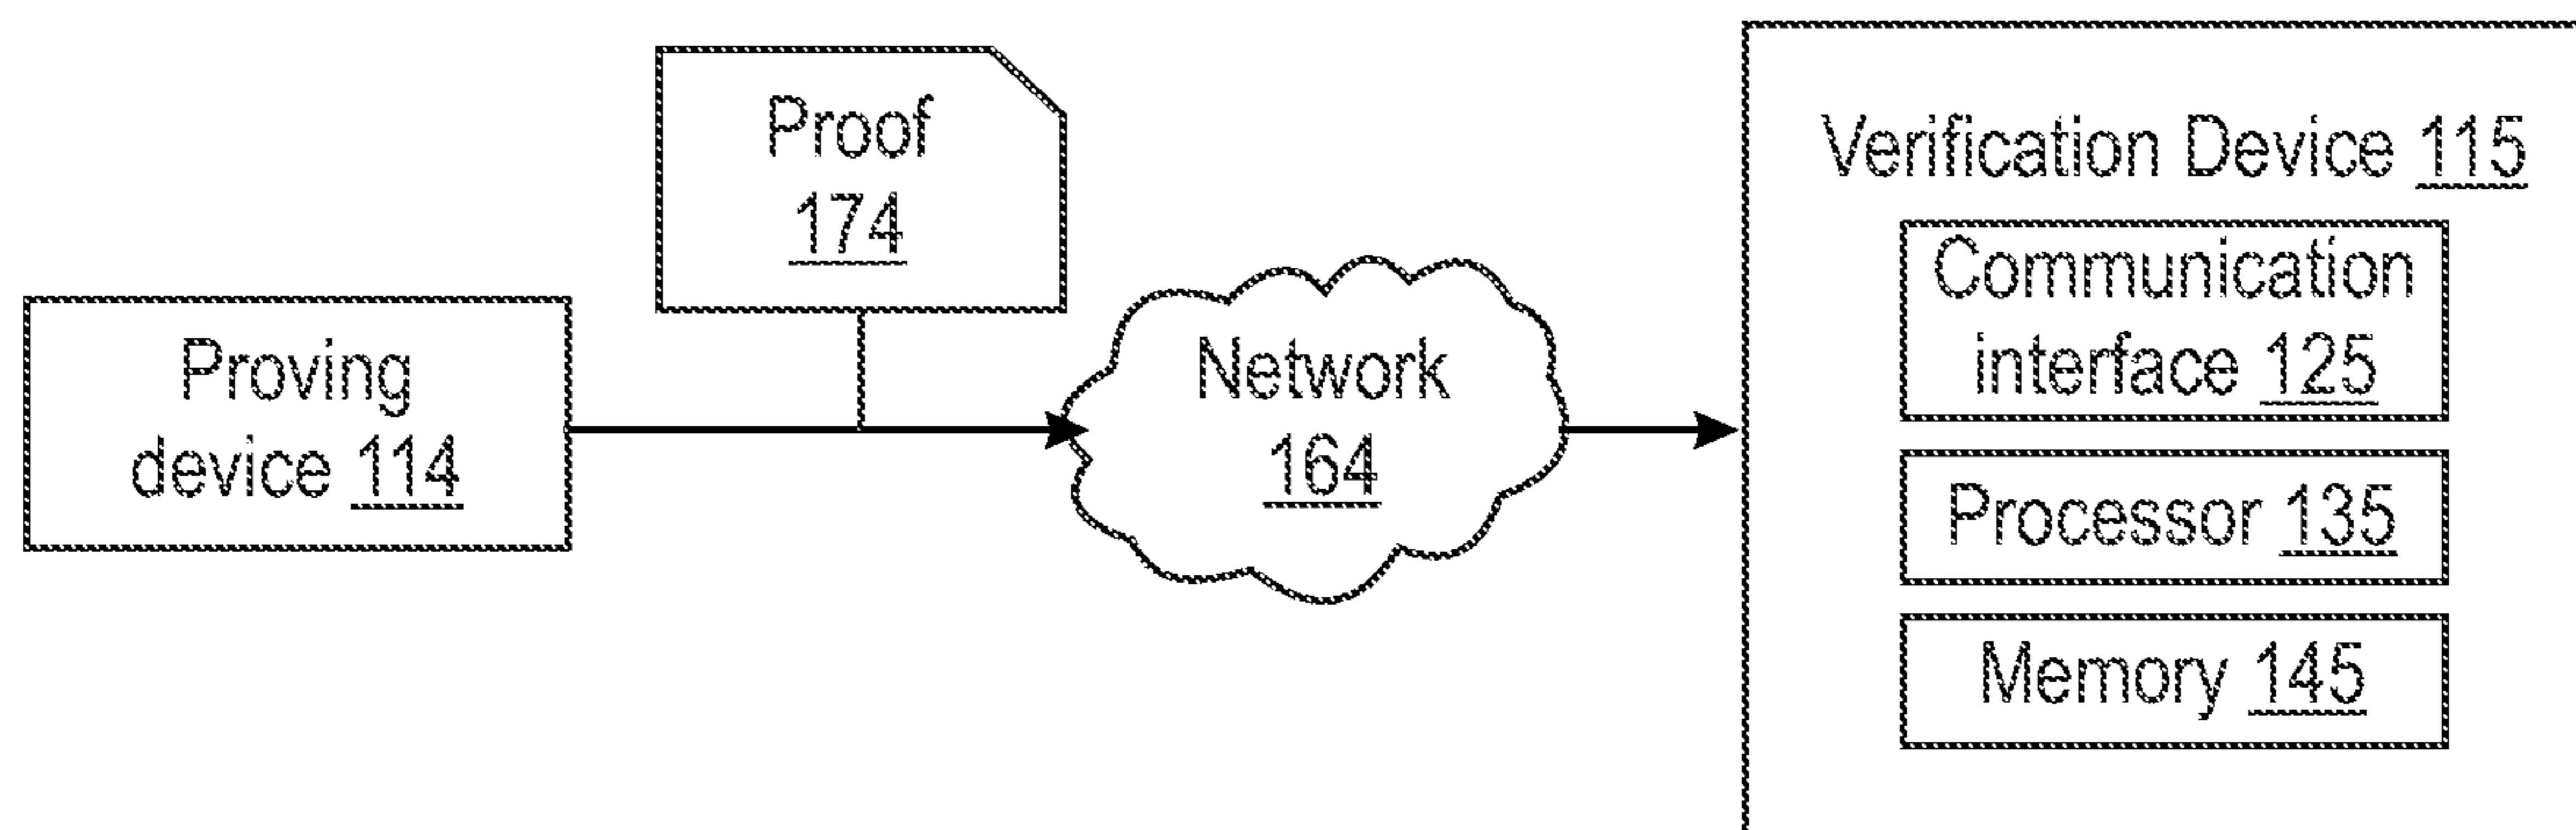 Proving
device 114
Proof
174
Network
164
Verification Device 115
Communication
interface 125
Processor 135
Memory 145